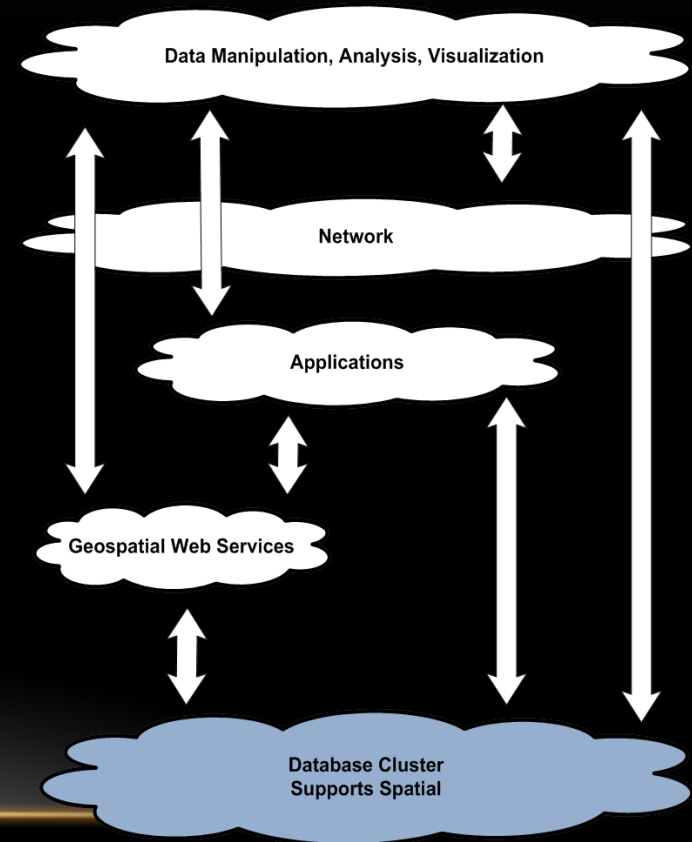 Data Manipulation, Analysis, Visualization
Network
Applications
Geospatial Web Services
Database Cluster
Supports Spatial